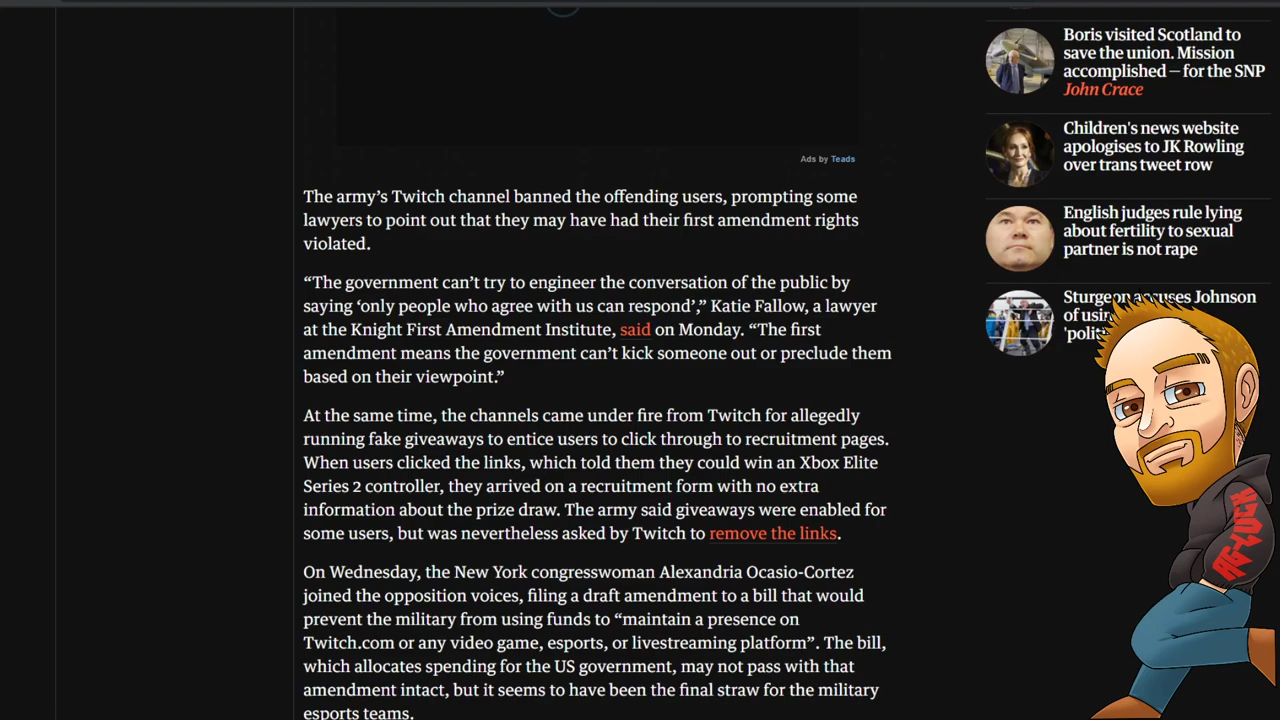 Ads by Teads
The army’s Twitch channel banned the offending users, prompting some
lawyers to point out that they may have had their first amendment rights
violated.
“The government can’t try to engineer the conversation of the public by
saying ‘only people who agree with us can respond’,” Katie Fallow, a lawyer
at the Knight First Amendment Institute, said on Monday. “The first
amendment means the government can’t kick someone out or preclude them
based on their viewpoint.”
At the same time, the channels came under fire from Twitch for allegedly
running fake giveaways to entice users to click through to recruitment pages.
When users clicked the links, which told them they could win an Xbox Elite
Series 2 controller, they arrived on a recruitment form with no extra
information about the prize draw. The army said giveaways were enabled for
some users, but was nevertheless asked by Twitch to remove the links.
On Wednesday, the New York congresswoman Alexandria Ocasio-Cortez
joined the opposition voices, filing a draft amendment to a bill that would
prevent the military from using funds to “maintain a presence on
Twitch.com or any video game, esports, or livestreaming platform”. The bill,
which allocates spending for the US government, may not pass with that
amendment intact, but it seems to have been the final straw for the military
esports teams.
Boris visited Scotland to
save the union. Mission
accomplished – for the SNP
John Crace
Children's news website
apologises to JK Rowling
over trans tweet row
English judges rule lying
about fertility to sexual
partner is not rape
Sturgeon accuses Johnson
of